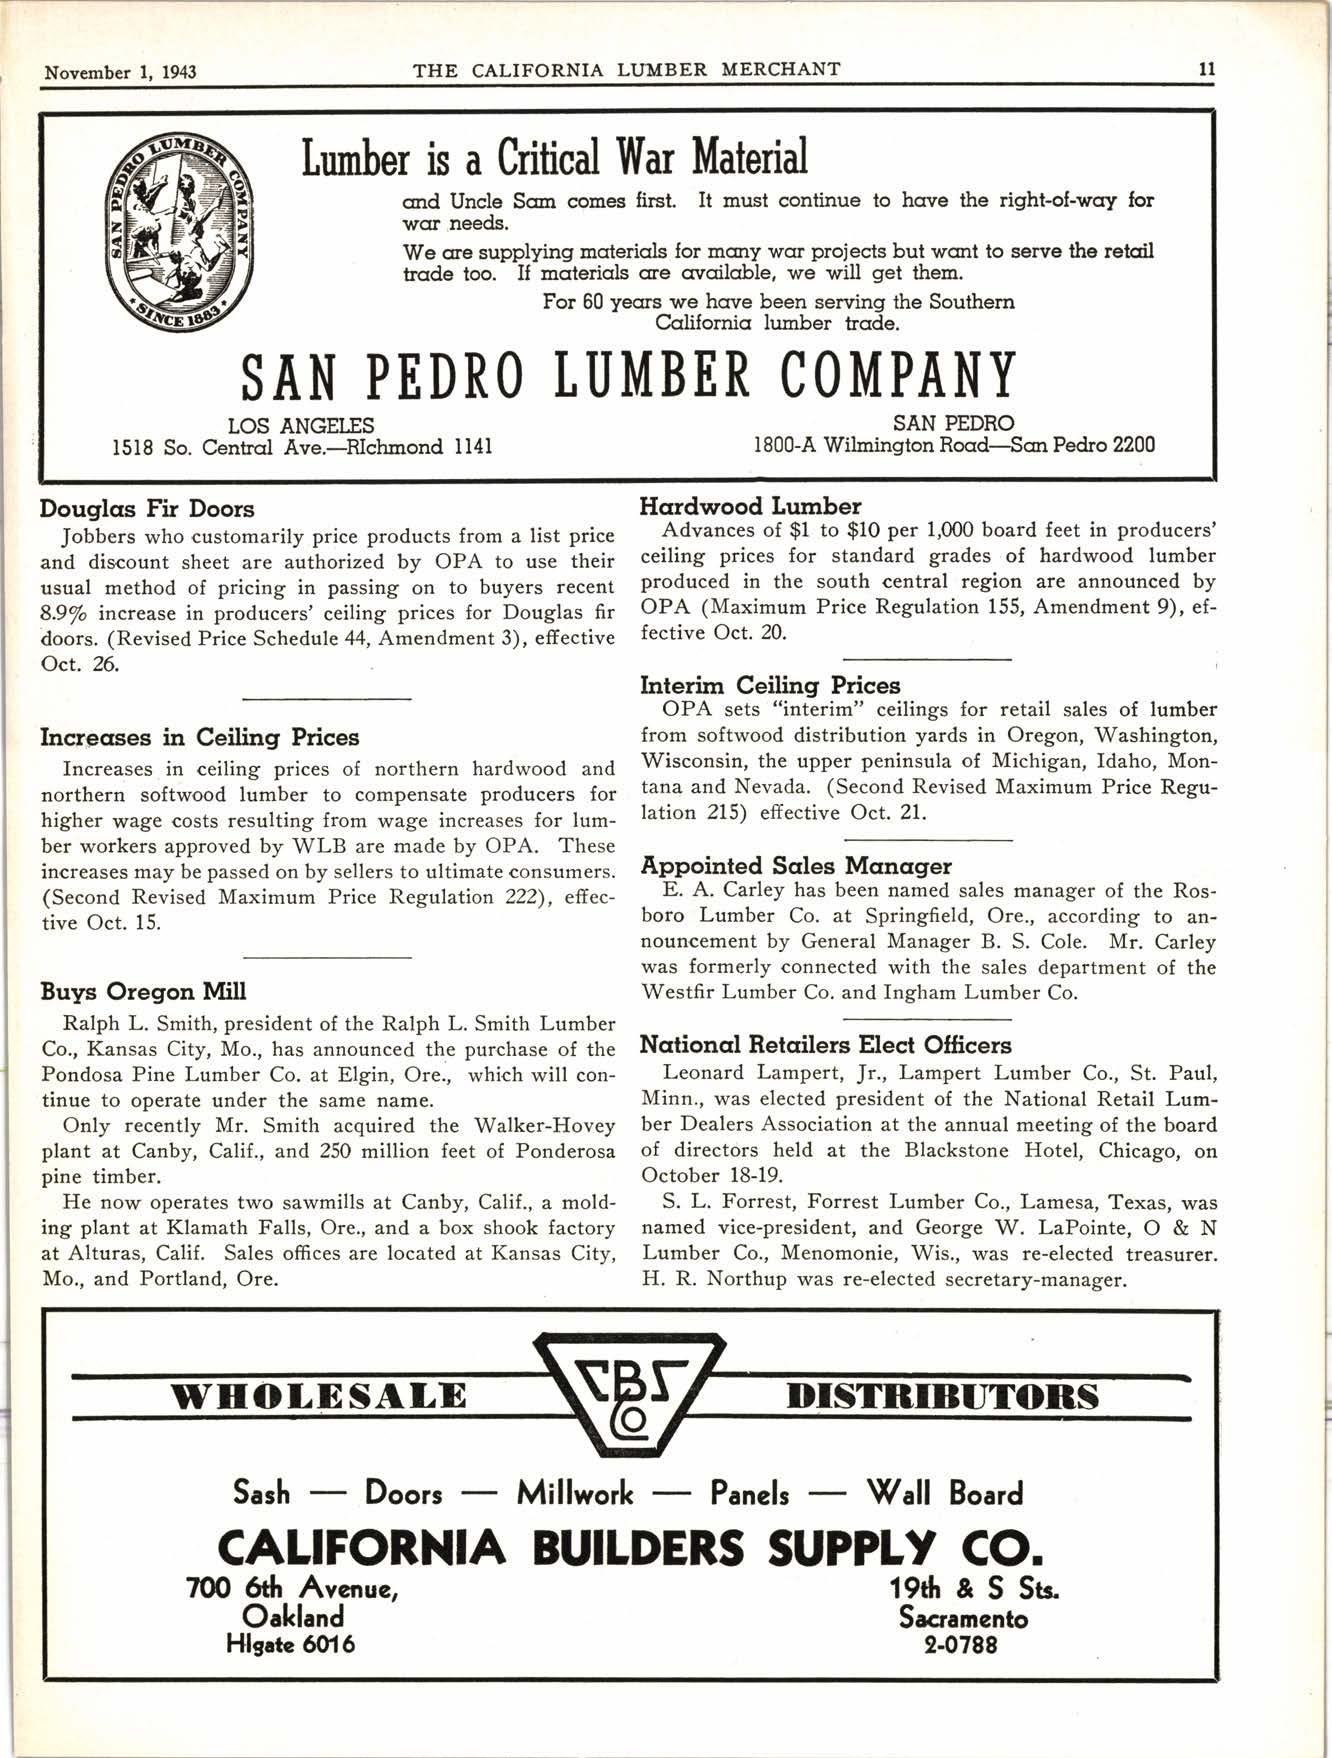 November 1, 1943 THE CALIFORNIA LUMBER MERCHANT 11
SAN PEDRO LUMBER COMPANY
SINCE 1883
Lumber is a Critical War Material
and Uncle Sam comes first. It must continue to have the right-of-way for
war needs.
We are supplying materials for many war projects but want to serve the retail
trade too. If materials are available, we will get them.
For 60 years we have been serving the Southern
California lumber trade.
SAN PEDRO LUMBER COMPANY
LOS ANGELES
1518 So. Central Ave.—RIchmond 1141
SAN PEDRO
1800-A Wilmington Road—San Pedro 2200
Douglas Fir Doors
Jobbers who customarily price products from a list price
and discount sheet are authorized by OPA to use their
usual method of pricing in passing on to buyers recent
8.9% increase in producers' ceiling prices for Douglas fir
doors. (Revised Price Schedule 44, Amendment 3), effective
Oct. 26.
Increases in Ceiling Prices
Increases in ceiling prices of northern hardwood and
northern softwood lumber to compensate producers for
higher wage costs resulting from wage increases for lum-
ber workers approved by WLB are made by OPA. These
increases may be passed on by sellers to ultimate consumers.
(Second Revised Maximum Price Regulation 222), effec-
tive Oct. 15.
Buys Oregon Mill
Ralph L. Smith, president of the Ralph L. Smith Lumber
Co., Kansas City, Mo., has announced the purchase of the
Pondosa Pine Lumber Co. at Elgin, Ore., which will con-
tinue to operate under the same name.
Only recently Mr. Smith acquired the Walker-Hovey
plant at Canby, Calif., and 250 million feet of Ponderosa
pine timber.
He now operates two sawmills at Canby, Calif., a mold-
ing plant at Klamath Falls, Ore., and a box shook factory
at Alturas, Calif. Sales offices are located at Kansas City,
Mo., and Portland, Ore.
Hardwood Lumber
Advances of $1 to $10 per 1,000 board feet in producers'
ceiling prices for standard grades of hardwood lumber
produced in the south central region are announced by
OPA (Maximum Price Regulation 155, Amendment 9), ef-
fective Oct. 20.
Interim Ceiling Prices
OPA sets "interim" ceilings for retail sales of lumber
from softwood distribution yards in Oregon, Washington,
Wisconsin, the upper peninsula of Michigan, Idaho, Mon-
tana and Nevada. (Second Revised Maximum Price Regu-
lation 215) effective Oct. 21.
Appointed Sales Manager
E. A. Carley has been named sales manager of the Ros-
boro Lumber Co. at Springfield, Ore., according to an-
nouncement by General Manager B. S. Cole. Mr. Carley
was formerly connected with the sales department of the
Westfir Lumber Co. and Ingham Lumber Co.
National Retailers Elect Officers
Leonard Lampert, Jr., Lampert Lumber Co., St. Paul,
Minn., was elected president of the National Retail Lum-
ber Dealers Association at the annual meeting of the board
of directors held at the Blackstone Hotel, Chicago, on
October 18-19.
S. L. Forrest, Forrest Lumber Co., Lamesa, Texas, was
named vice-president, and George W. LaPointe, O & N
Lumber Co., Menomonie, Wis., was re-elected treasurer.
H. R. Northup was re-elected secretary-manager.
WHOLESALE CBS Co DISTRIBUTORS
Sash — Doors — Millwork — Panels — Wall Board
CALIFORNIA BUILDERS SUPPLY CO.
700 6th Avenue,
Oakland
HIgate 6016
19th & S Sts.
Sacramento
2-0788